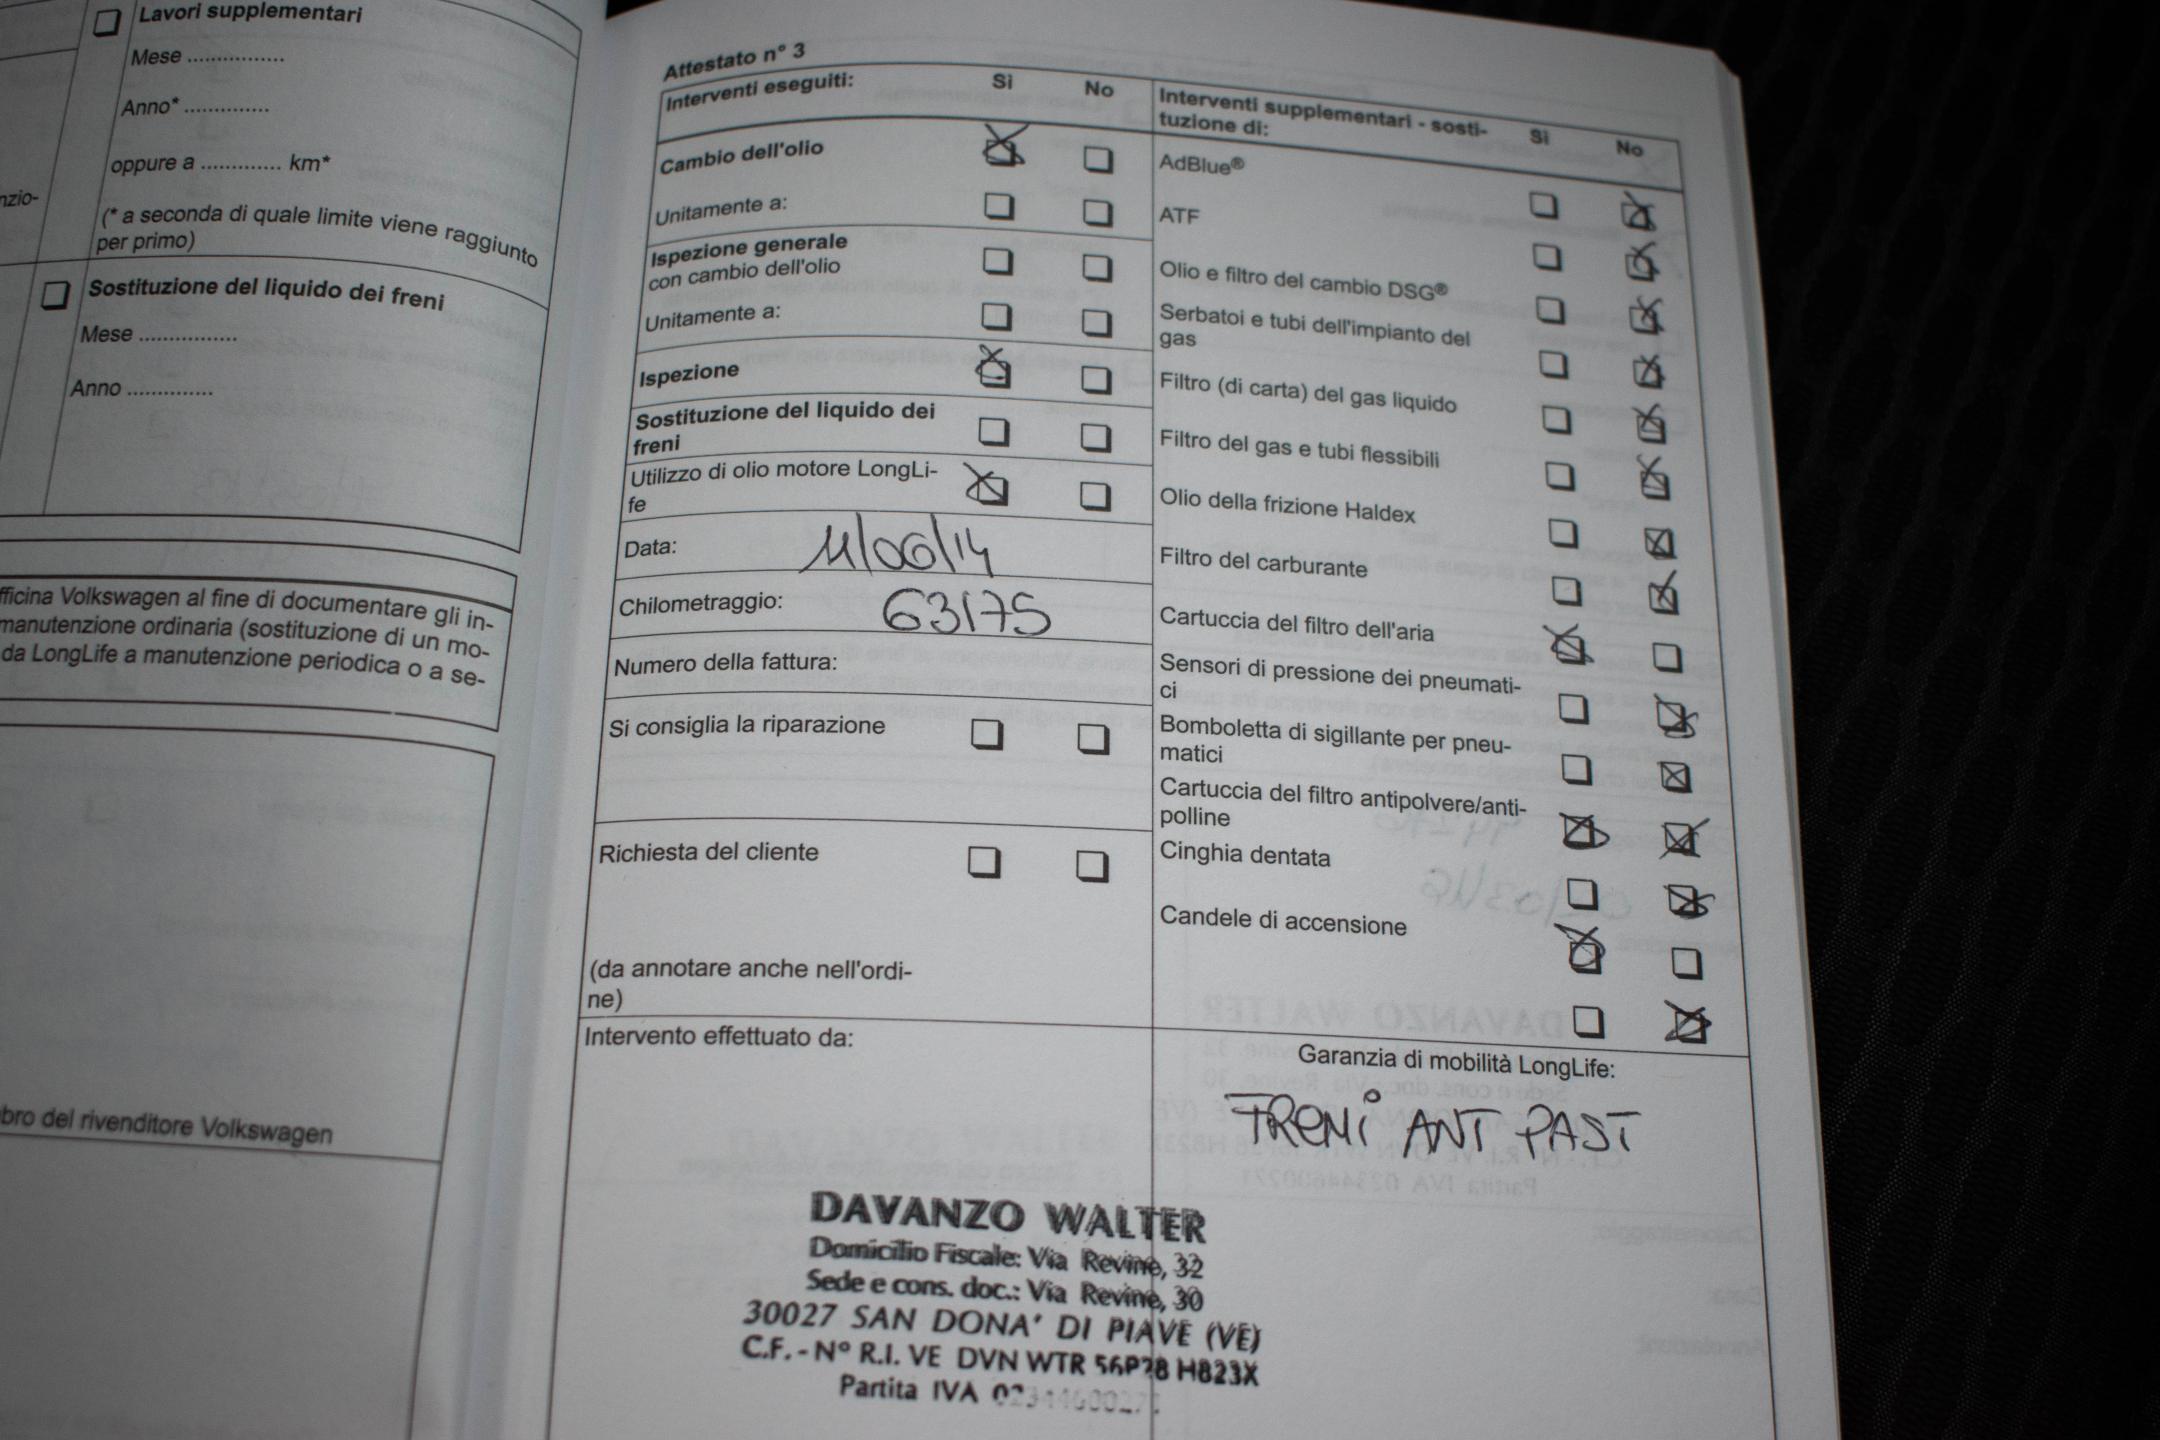 Lavori supplementari
Mese ................
Anno* ..............
oppure a ............. km*
(* a seconda di quale limite viene raggiunto
per primo)
nzio-
Sostituzione del liquido dei freni
Mese ................
Anno ..............
fficina Volkswagen al fine di documentare gli in-
manutenzione ordinaria (sostituzione di un mo-
da LongLife a manutenzione periodica o a se-
bro del rivenditore Volkswagen
Attestato n° 3
Interventi eseguiti: Sì No
Cambio dell'olio
Unitamente a:
Ispezione generale
con cambio dell'olio
Unitamente a:
Ispezione
Sostituzione del liquido dei
freni
Utilizzo di olio motore LongLi-
fe
Data: 11/06/14
Chilometraggio: 63175
Numero della fattura:
Si consiglia la riparazione
Richiesta del cliente
(da annotare anche nell'ordi-
ne)
Intervento effettuato da:
Interventi supplementari - sosti-
tuzione di: Sì No
AdBlue®
ATF
Olio e filtro del cambio DSG®
Serbatoi e tubi dell'impianto del
gas
Filtro (di carta) del gas liquido
Filtro del gas e tubi flessibili
Olio della frizione Haldex
Filtro del carburante
Cartuccia del filtro dell'aria
Sensori di pressione dei pneumati-
ci
Bomboletta di sigillante per pneu-
matici
Cartuccia del filtro antipolvere/anti-
polline
Cinghia dentata
Candele di accensione
Garanzia di mobilità LongLife:
FRENI ANT PAST
DAVANZO WALTER
Domicilio Fiscale: Via Revine, 32
Sede e cons. doc.: Via Revine, 30
30027 SAN DONA' DI PIAVE (VE)
C.F. - N° R.I. VE DVN WTR 56P28 H823X
Partita IVA